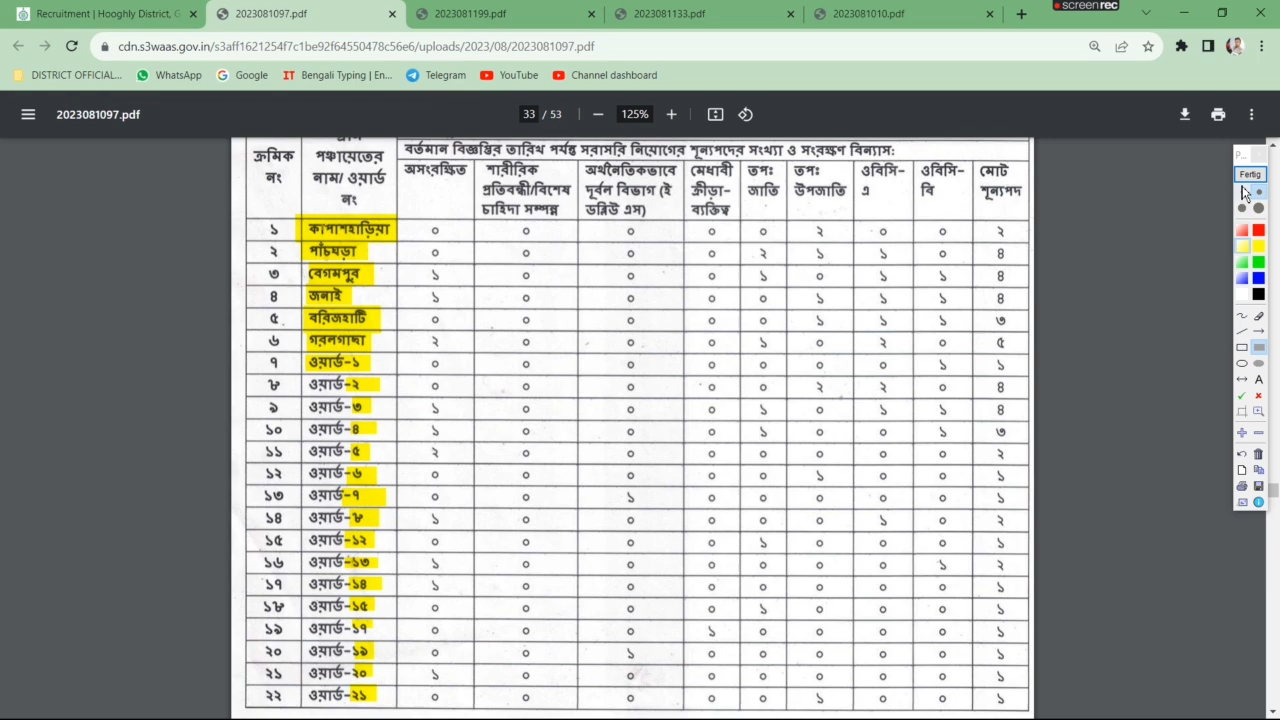 screenrec
Recruitment | Hooghly District, G
2023081097.pdf
2023081199.pdf
2023081133.pdf
2023081010.pdf
cdn.s3waas.gov.in/s3aff1621254f7c1be92f64550478c56e6/uploads/2023/08/2023081097.pdf
DISTRICT OFFICIAL... WhatsApp Google Bengali Typing | En... Telegram YouTube Channel dashboard
2023081097.pdf 33 / 53 125%
Fertig
বর্তমান বিজ্ঞপ্তির তারিখ পর্যন্ত সরাসরি নিয়োগের শূন্যপদের সংখ্যা ও সংরক্ষণ বিন্যাস:
ক্রমিক নং
পঞ্চায়েতের নাম/ ওয়ার্ড নং
অসংরক্ষিত
শারীরিক প্রতিবন্ধী/বিশেষ চাহিদা সম্পন্ন
অর্থনৈতিকভাবে দূর্বল বিভাগ (ই ডব্লিউ এস)
মেধাবী ক্রীড়া-ব্যক্তিত্ব
তপঃ জাতি
তপঃ উপজাতি
ওবিসি-এ
ওবিসি-বি
মোট শূন্যপদ
১ কাপাশহাড়িয়া ০ ০ ০ ০ ০ ২ ০ ০ ২
২ পাঁচঘড়া ০ ০ ০ ০ ২ ১ ১ ০ ৪
৩ বেগমপুর ১ ০ ০ ০ ১ ০ ১ ১ ৪
৪ জনাই ১ ০ ০ ০ ০ ১ ১ ১ ৪
৫ বরিজহাটি ০ ০ ০ ০ ০ ১ ১ ১ ৩
৬ গরলগাছা ২ ০ ০ ০ ১ ০ ২ ০ ৫
৭ ওয়ার্ড-১ ০ ০ ০ ০ ০ ০ ০ ১ ১
৮ ওয়ার্ড-২ ০ ০ ০ ০ ০ ২ ২ ০ ৪
৯ ওয়ার্ড-৩ ১ ০ ০ ০ ১ ০ ১ ১ ৪
১০ ওয়ার্ড-৪ ১ ০ ০ ০ ১ ০ ০ ১ ৩
১১ ওয়ার্ড-৫ ২ ০ ০ ০ ০ ০ ০ ০ ২
১২ ওয়ার্ড-৬ ০ ০ ০ ০ ০ ১ ০ ০ ১
১৩ ওয়ার্ড-৭ ০ ০ ১ ০ ০ ০ ০ ০ ১
১৪ ওয়ার্ড-৮ ১ ০ ০ ০ ০ ০ ১ ০ ২
১৫ ওয়ার্ড-১২ ০ ০ ০ ০ ১ ০ ০ ০ ১
১৬ ওয়ার্ড-১৩ ১ ০ ০ ০ ০ ০ ০ ১ ২
১৭ ওয়ার্ড-১৪ ১ ০ ০ ০ ০ ০ ০ ০ ১
১৮ ওয়ার্ড-১৫ ০ ০ ০ ০ ১ ০ ০ ০ ১
১৯ ওয়ার্ড-১৭ ০ ০ ০ ১ ০ ০ ০ ০ ১
২০ ওয়ার্ড-১৯ ০ ০ ১ ০ ০ ০ ০ ০ ১
২১ ওয়ার্ড-২০ ১ ০ ০ ০ ০ ০ ০ ০ ১
২২ ওয়ার্ড-২১ ০ ০ ০ ০ ০ ১ ০ ০ ১